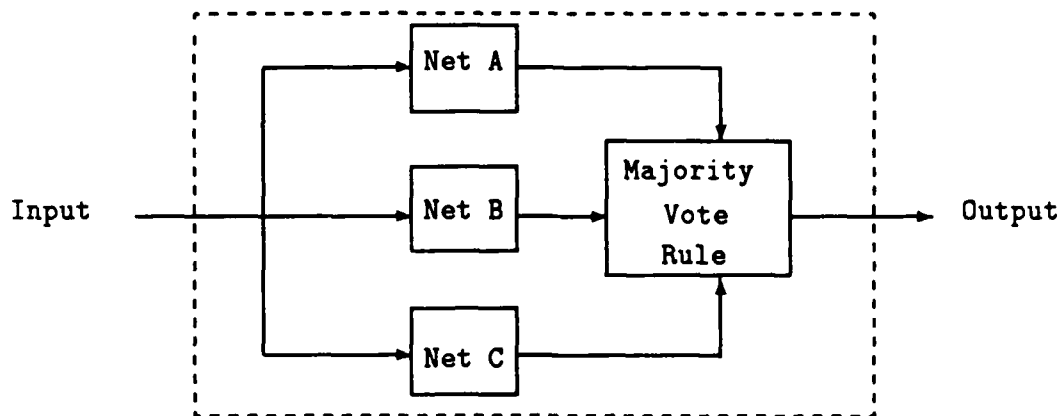 Net A
Majority
Vote
Rule
Input
Net B
Output
Net C